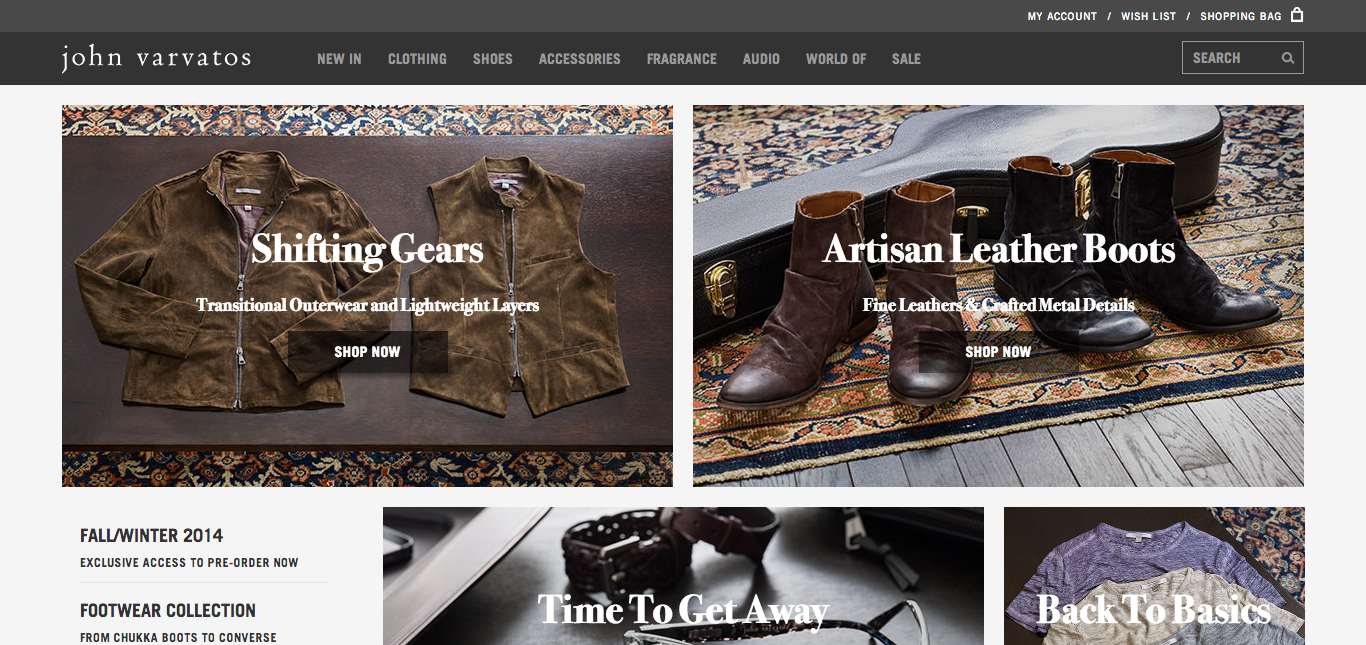 MY ACCOUNT / WISH LIST / SHOPPING BAG
john varvatos
NEW IN CLOTHING SHOES ACCESSORIES FRAGRANCE AUDIO WORLD OF SALE
SEARCH
Shifting Gears
Transitional Outerwear and Lightweight Layers
SHOP NOW
Artisan Leather Boots
Fine Leathers & Crafted Metal Details
SHOP NOW
FALL/WINTER 2014
EXCLUSIVE ACCESS TO PRE-ORDER NOW
FOOTWEAR COLLECTION
FROM CHUKKA BOOTS TO CONVERSE
Time To Get Away
Back To Basics